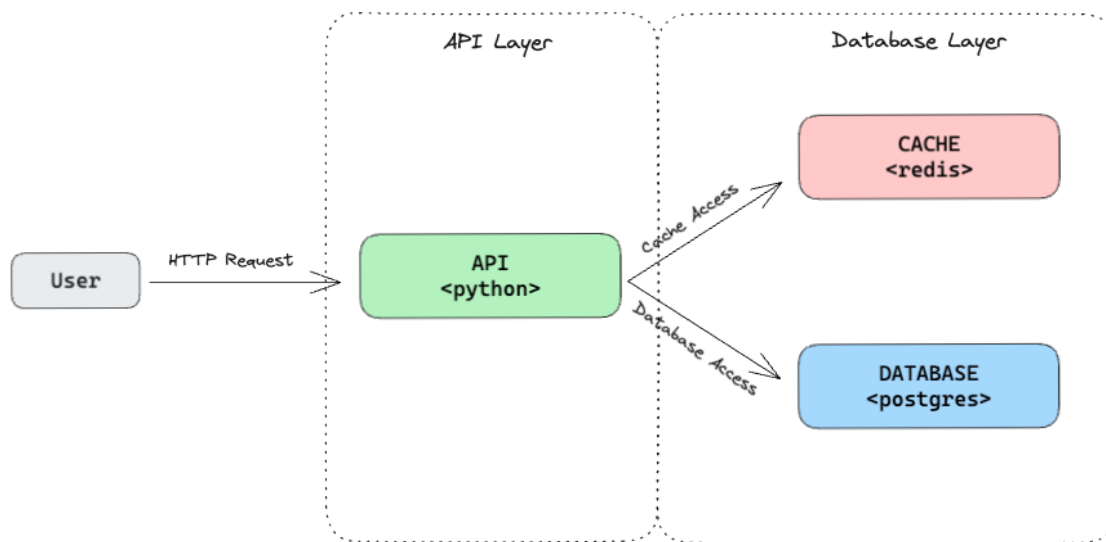 API Layer
Database Layer
CACHE
<redis>
Cache Access
HTTP Request
User
API
<python>
Database Access
DATABASE
<postgres>